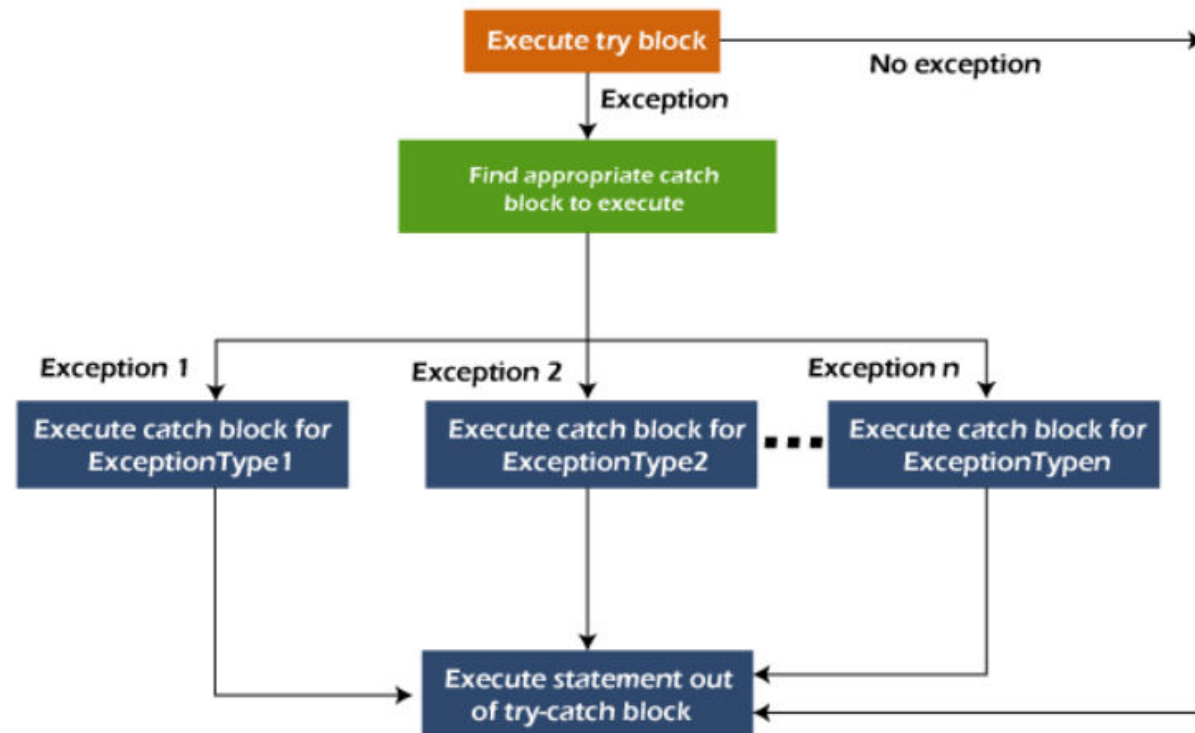 Execute try block
No exception
Exception
Find appropriate catch
block to execute
Exception 1
Exception 2
Exception n
Execute catch block for
ExceptionType1
Execute catch block for
ExceptionType2
Execute catch block for
ExceptionTypen
Execute statement out
of try-catch block